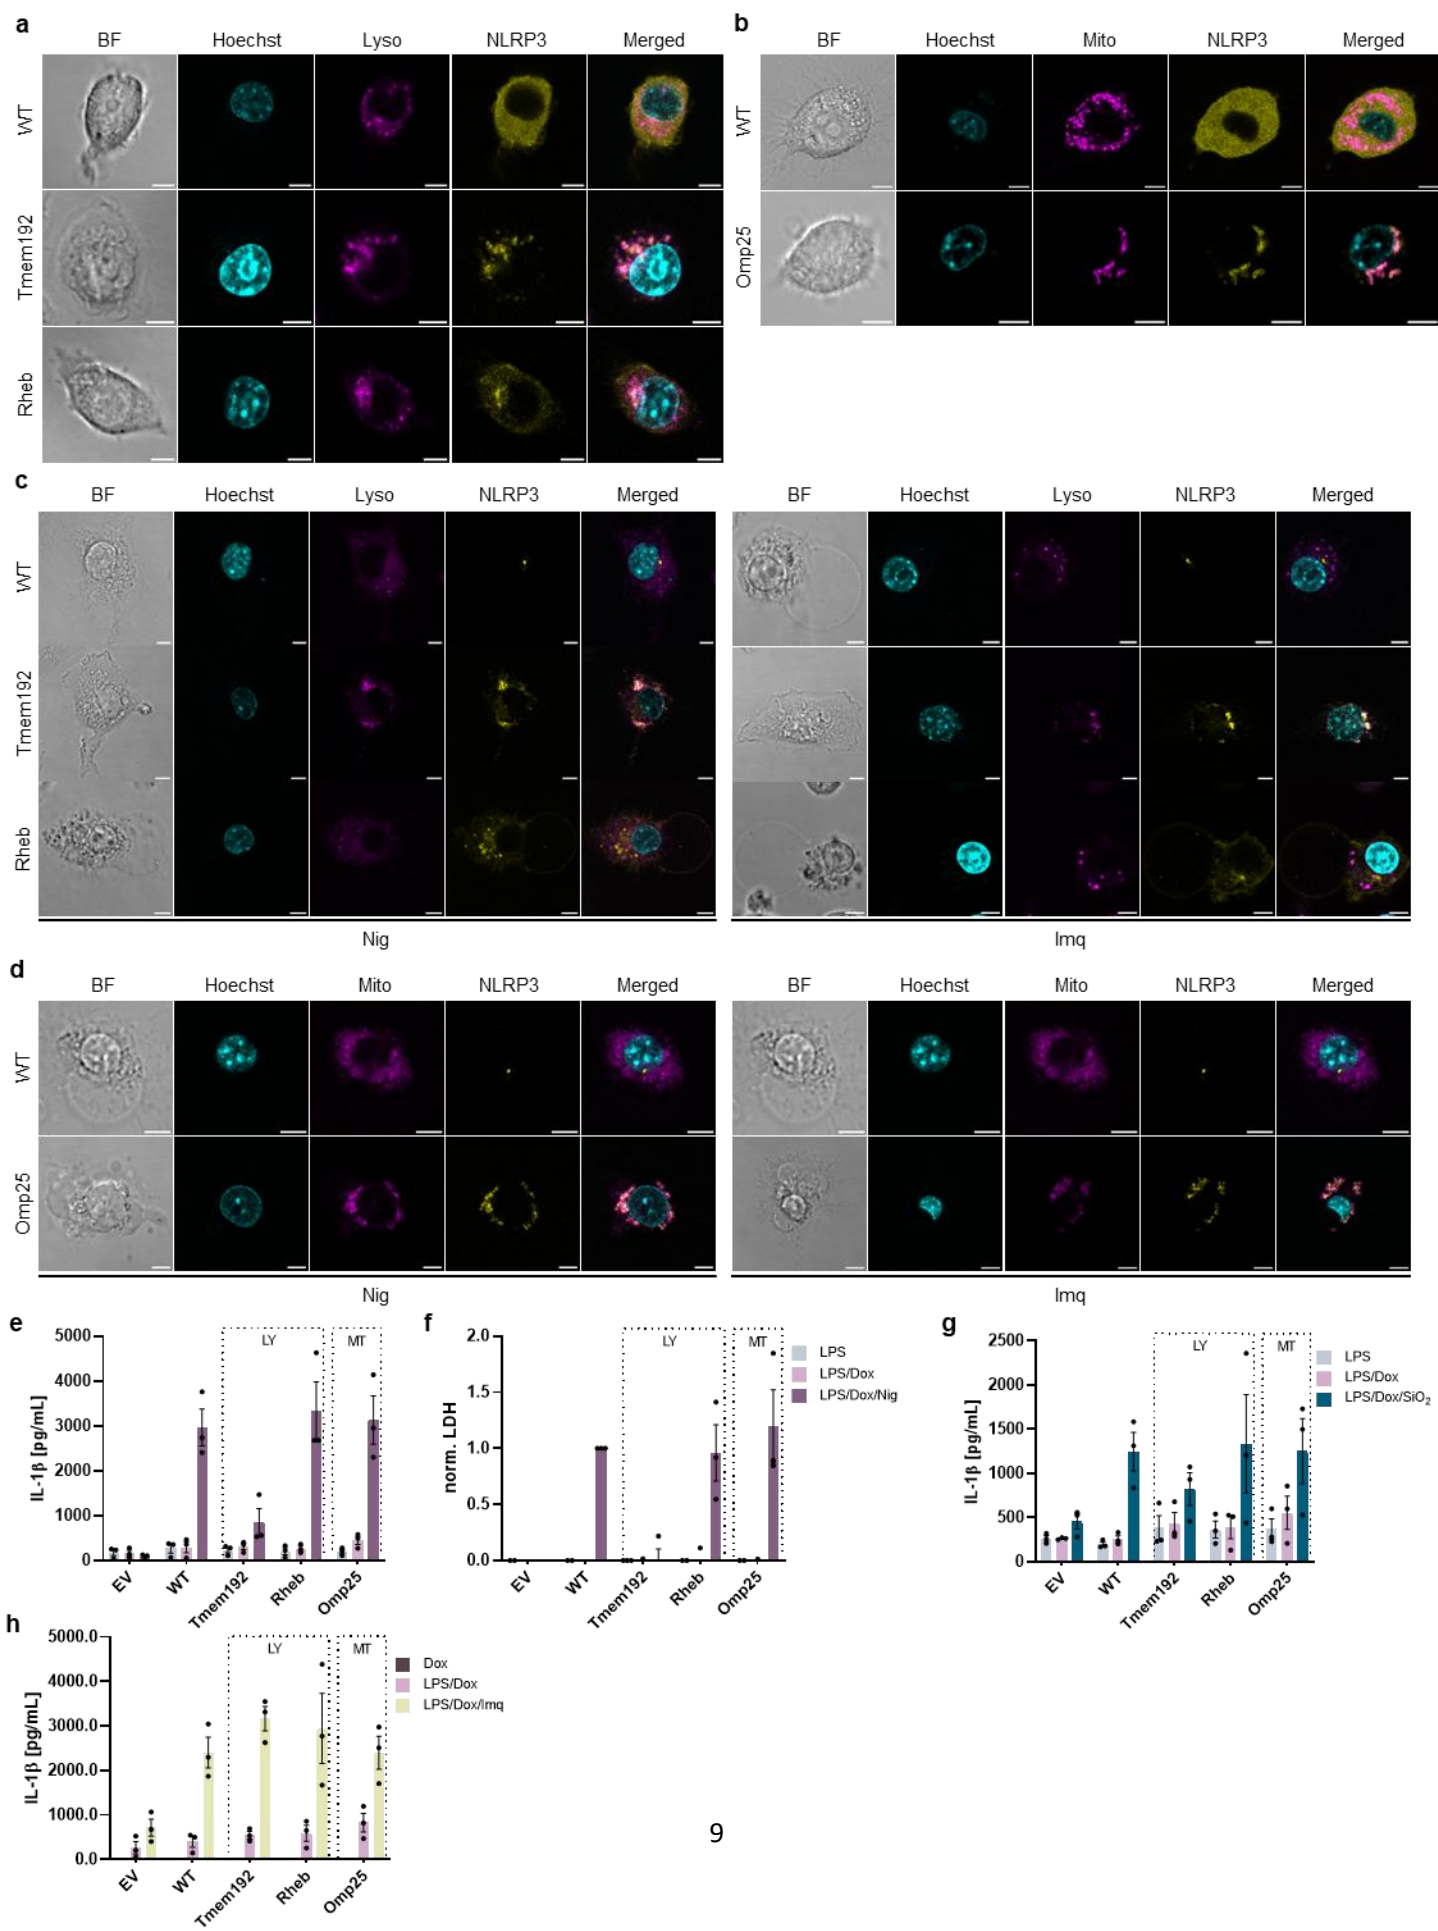 a
BF Hoechst Lyso NLRP3 Merged
WT
Tmem192
Rheb
b
BF Hoechst Mito NLRP3 Merged
WT
Omp25
c
BF Hoechst Lyso NLRP3 Merged BF Hoechst Lyso NLRP3 Merged
WT
Tmem192
Rheb
Nig Imq
d
BF Hoechst Mito NLRP3 Merged BF Hoechst Mito NLRP3 Merged
WT
Omp25
Nig Imq
e
IL-1β [pg/mL]
5000
4000
3000
2000
1000
0
LY MT
EV WT Tmem192 Rheb Omp25
f
norm. LDH
2.0
1.5
1.0
0.5
0.0
LY MT
EV WT Tmem192 Rheb Omp25
LPS
LPS/Dox
LPS/Dox/Nig
g
IL-1β [pg/mL]
2500
2000
1500
1000
500
0
LY MT
EV WT Tmem192 Rheb Omp25
LPS
LPS/Dox
LPS/Dox/SiO₂
h
IL-1β [pg/mL]
5000.0
4000.0
3000.0
2000.0
1000.0
0.0
LY MT
EV WT Tmem192 Rheb Omp25
Dox
LPS/Dox
LPS/Dox/Imq
9